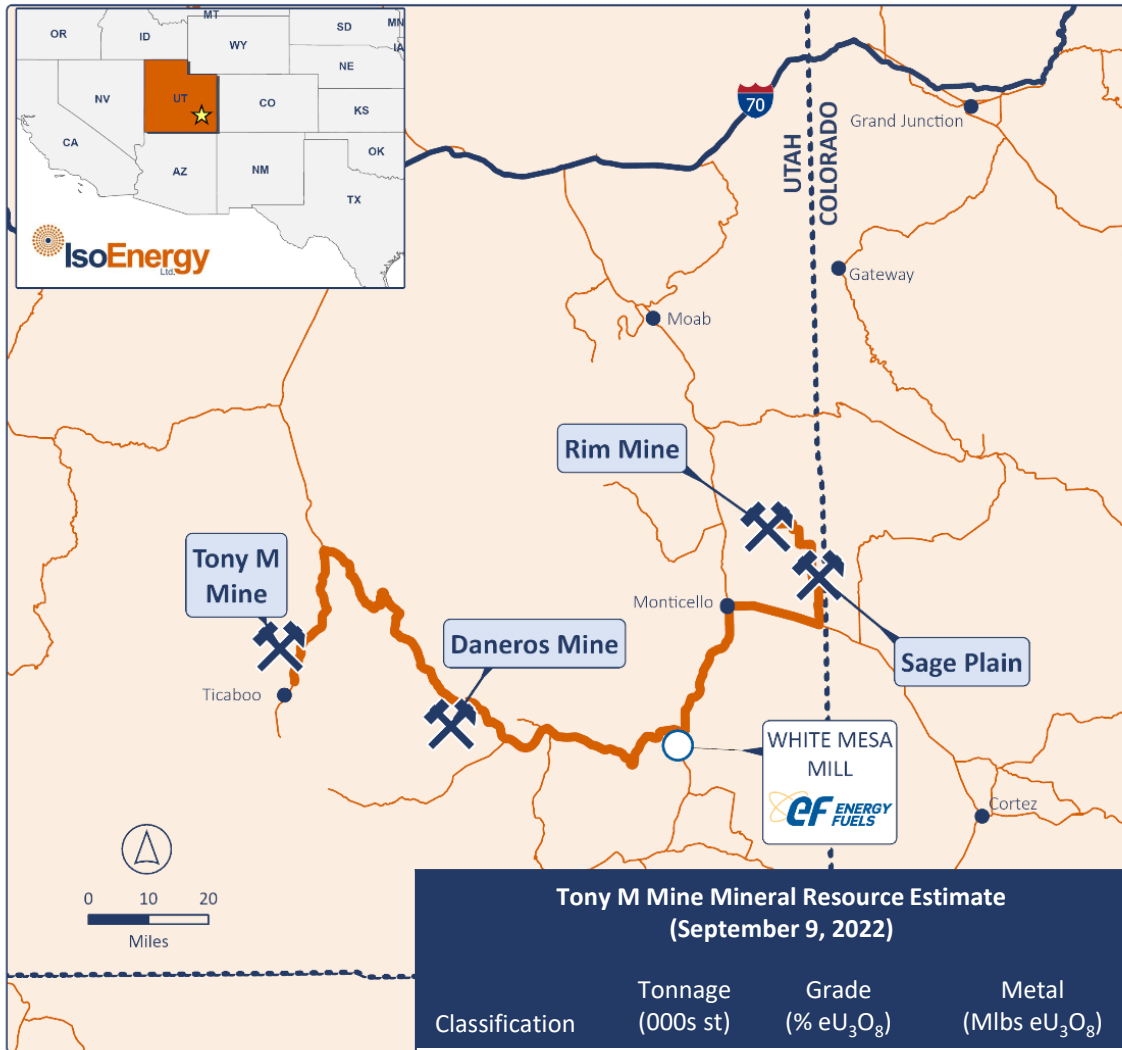 MT
OR
ID
SD
MN
WY
IA
NE
NV
UT
CO
KS
CA
AZ
NM
OK
TX
IsoEnergy
Ltd.
70
Grand Junction
UTAH
COLORADO
Gateway
Moab
Rim Mine
Tony M
Mine
Monticello
Daneros Mine
Sage Plain
Ticaboo
WHITE MESA
MILL
ef ENERGY
FUELS
Cortez
0 10 20
Miles
Tony M Mine Mineral Resource Estimate
(September 9, 2022)
Tonnage Grade Metal
Classification (000s st) (% eU₃O₈) (Mlbs eU₃O₈)